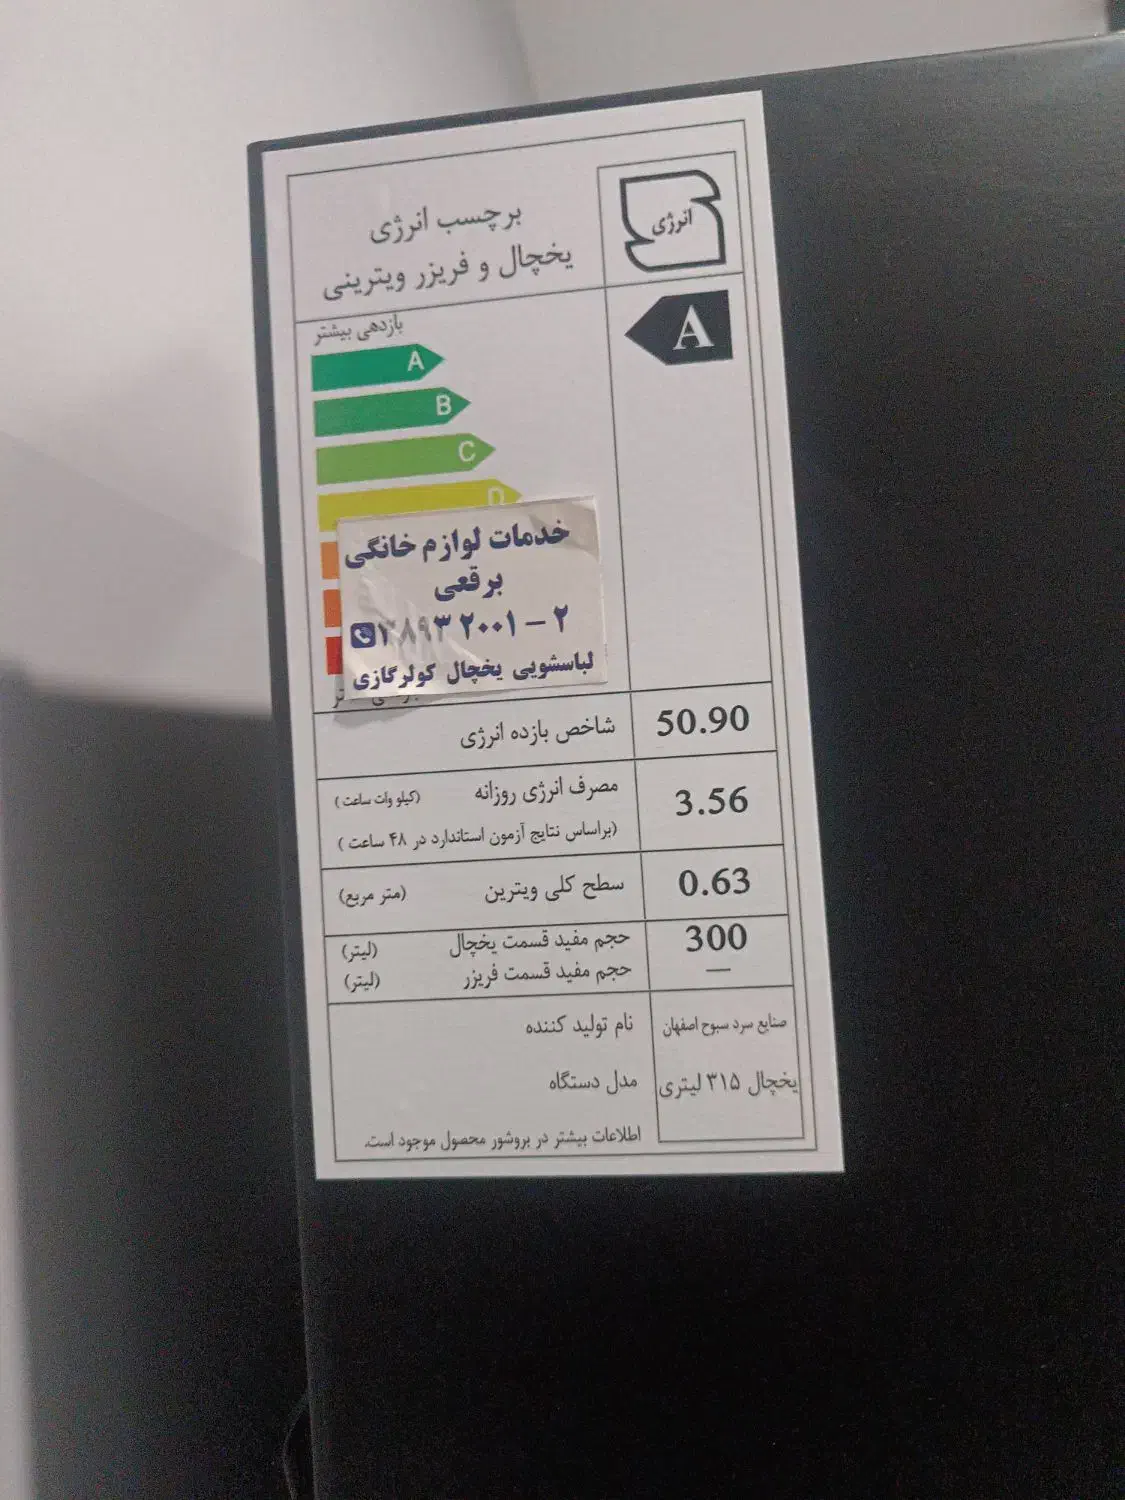 برچسب انرژی
یخچال و فریزر ویترینی
انرژی
بازدهی بیشتر
A
A
B
C
D
خدمات لوازم خانگی
برقعی
۳۸۹۳ ۲۰۰۱ – ۲
لباسشویی یخچال کولرگازی
شاخص بازده انرژی 50.90
مصرف انرژی روزانه (کیلو وات ساعت) 3.56
(براساس نتایج آزمون استاندارد در ۴۸ ساعت)
سطح کلی ویترین (متر مربع) 0.63
حجم مفید قسمت یخچال (لیتر) 300
حجم مفید قسمت فریزر (لیتر) —
نام تولید کننده صنایع سرد سبوح اصفهان
مدل دستگاه یخچال ۳۱۵ لیتری
اطلاعات بیشتر در بروشور محصول موجود است.